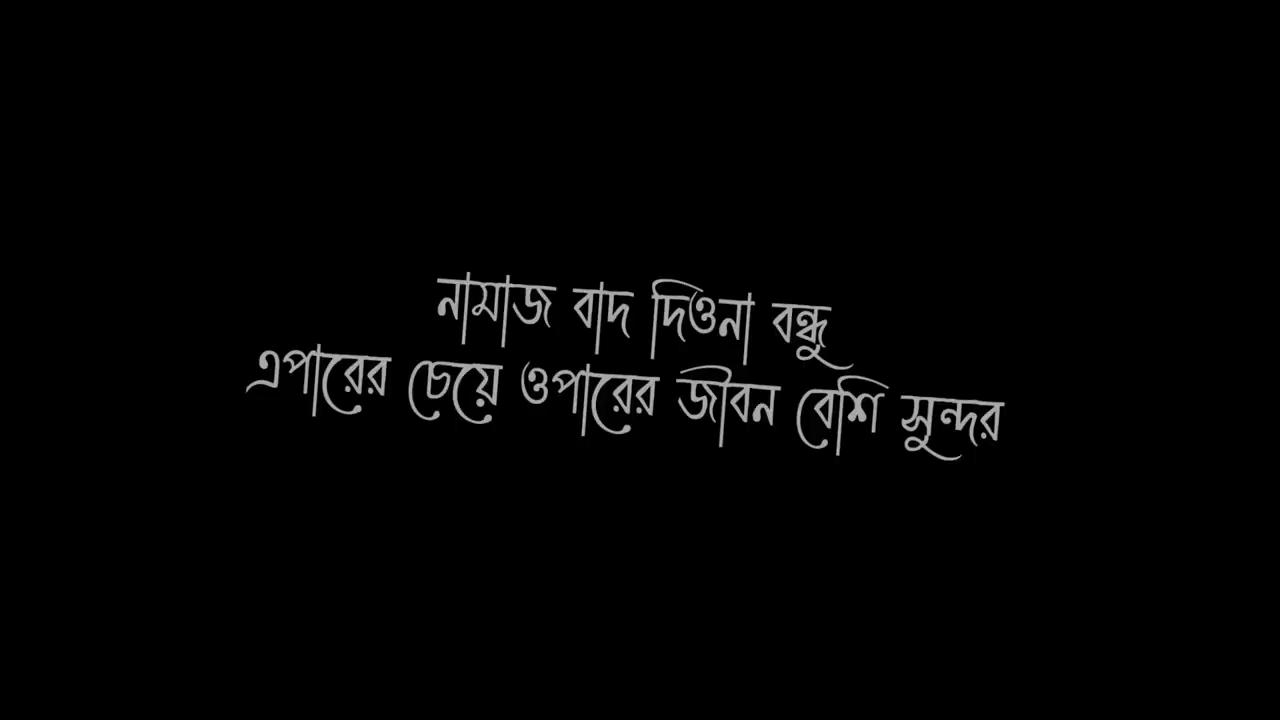 নামাজ বাদ দিওনা বন্ধু
এপারের চেয়ে ওপারের জীবন বেশি সুন্দর